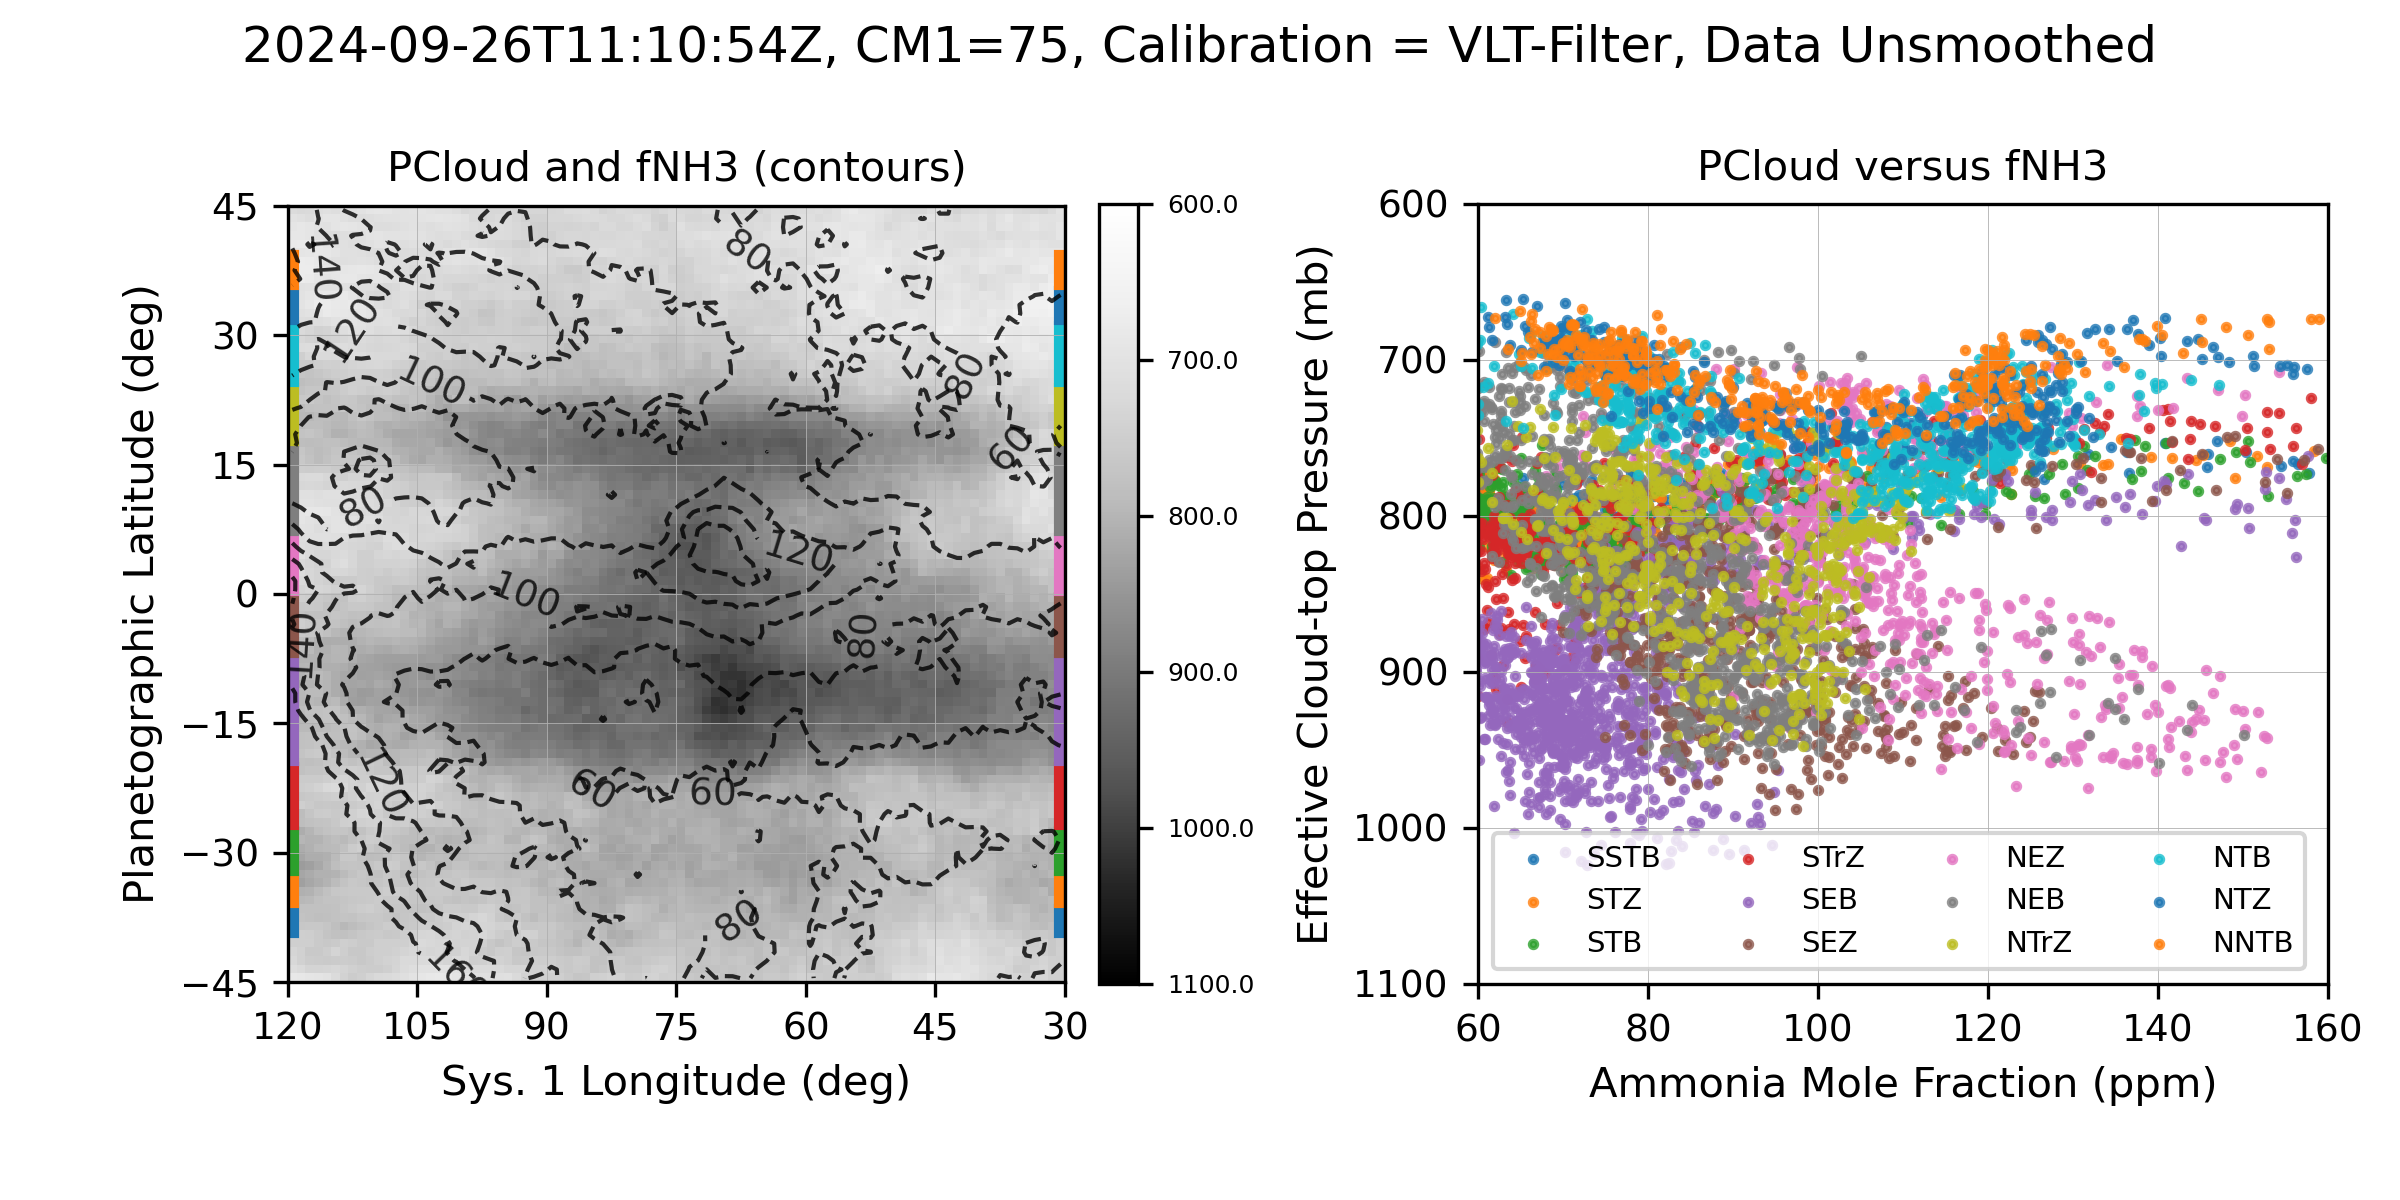 2024-09-26T11:10:54Z, CM1=75, Calibration = VLT-Filter, Data Unsmoothed
PCloud and fNH3 (contours)
Planetographic Latitude (deg)
45
30
15
0
−15
−30
−45
120
105
90
75
60
45
30
Sys. 1 Longitude (deg)
140
120
100
80
80
60
80
120
100
140
80
120
60
60
80
160
600.0
700.0
800.0
900.0
1000.0
1100.0
PCloud versus fNH3
Effective Cloud-top Pressure (mb)
600
700
800
900
1000
1100
60
80
100
120
140
160
Ammonia Mole Fraction (ppm)
SSTB
STZ
STB
STrZ
SEB
SEZ
NEZ
NEB
NTrZ
NTB
NTZ
NNTB